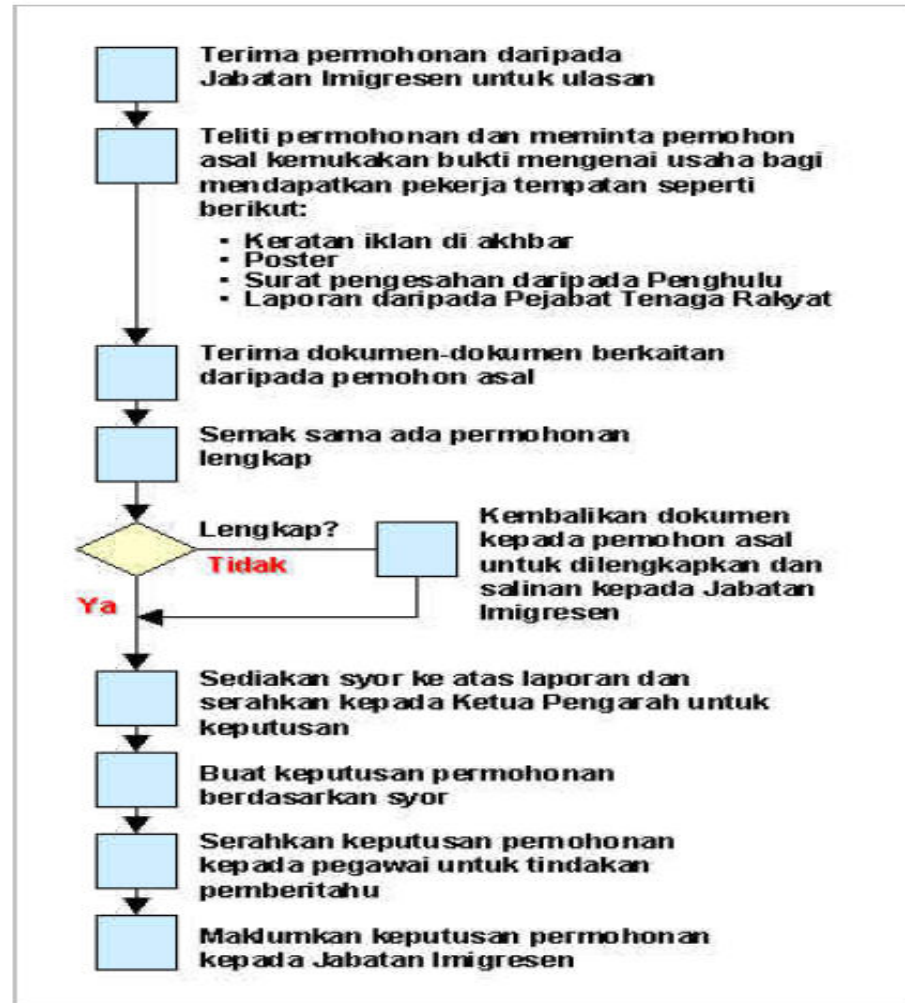 Terima permohonan daripada
Jabatan Imigresen untuk ulasan
Teliti permohonan dan meminta pemohon
asal kemukakan bukti mengenai usaha bagi
mendapatkan pekerja tempatan seperti
berikut:
• Keratan iklan di akhbar
• Poster
• Surat pengesahan daripada Penghulu
• Laporan daripada Pejabat Tenaga Rakyat
Terima dokumen-dokumen berkaitan
daripada pemohon asal
Semak sama ada permohonan
lengkap
Lengkap?
Tidak
Ya
Kembalikan dokumen
kepada pemohon asal
untuk dilengkapkan dan
salinan kepada Jabatan
Imigresen
Sediakan syor ke atas laporan dan
serahkan kepada Ketua Pengarah untuk
keputusan
Buat keputusan permohonan
berdasarkan syor
Serahkan keputusan permohonan
kepada pegawai untuk tindakan
pemberitahu
Maklumkan keputusan permohonan
kepada Jabatan Imigresen